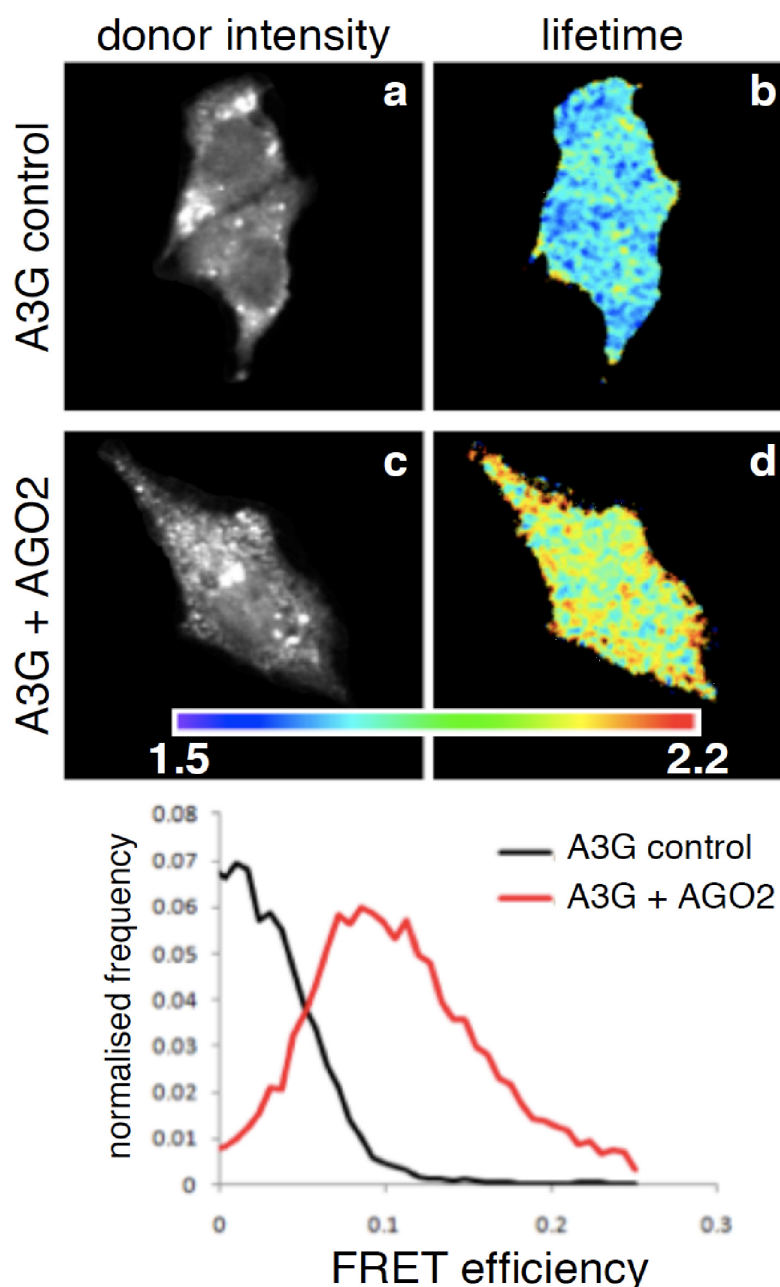 donor intensity lifetime
A3G control
a
b
A3G + AGO2
c
d
1.5
2.2
normalised frequency
0.08
0.07
0.06
0.05
0.04
0.03
0.02
0.01
0
A3G control
A3G + AGO2
0 0.1 0.2 0.3
FRET efficiency